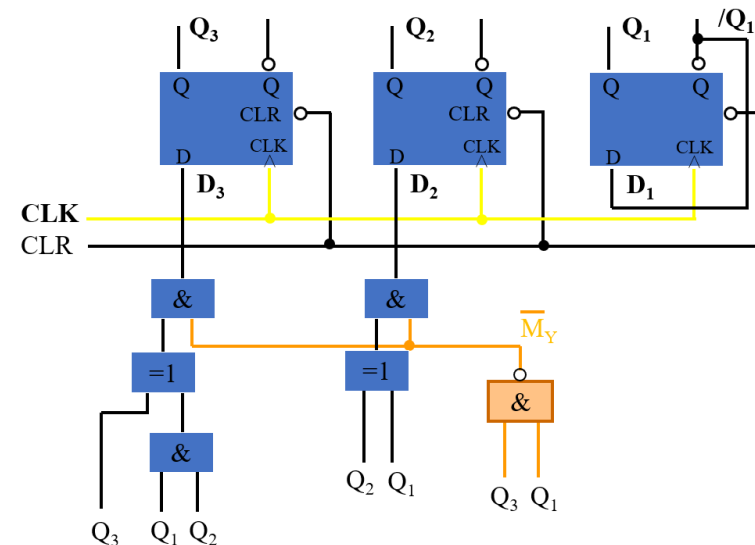 Q₃ Q₂ Q₁ /Q₁
Q Q Q Q Q Q
CLR CLR
D CLK D CLK D CLK
D₃ D₂ D₁
CLK
CLR
& &
M̅Y
=1 =1 &
&
Q₂ Q₁ Q₃ Q₁
Q₃ Q₁ Q₂